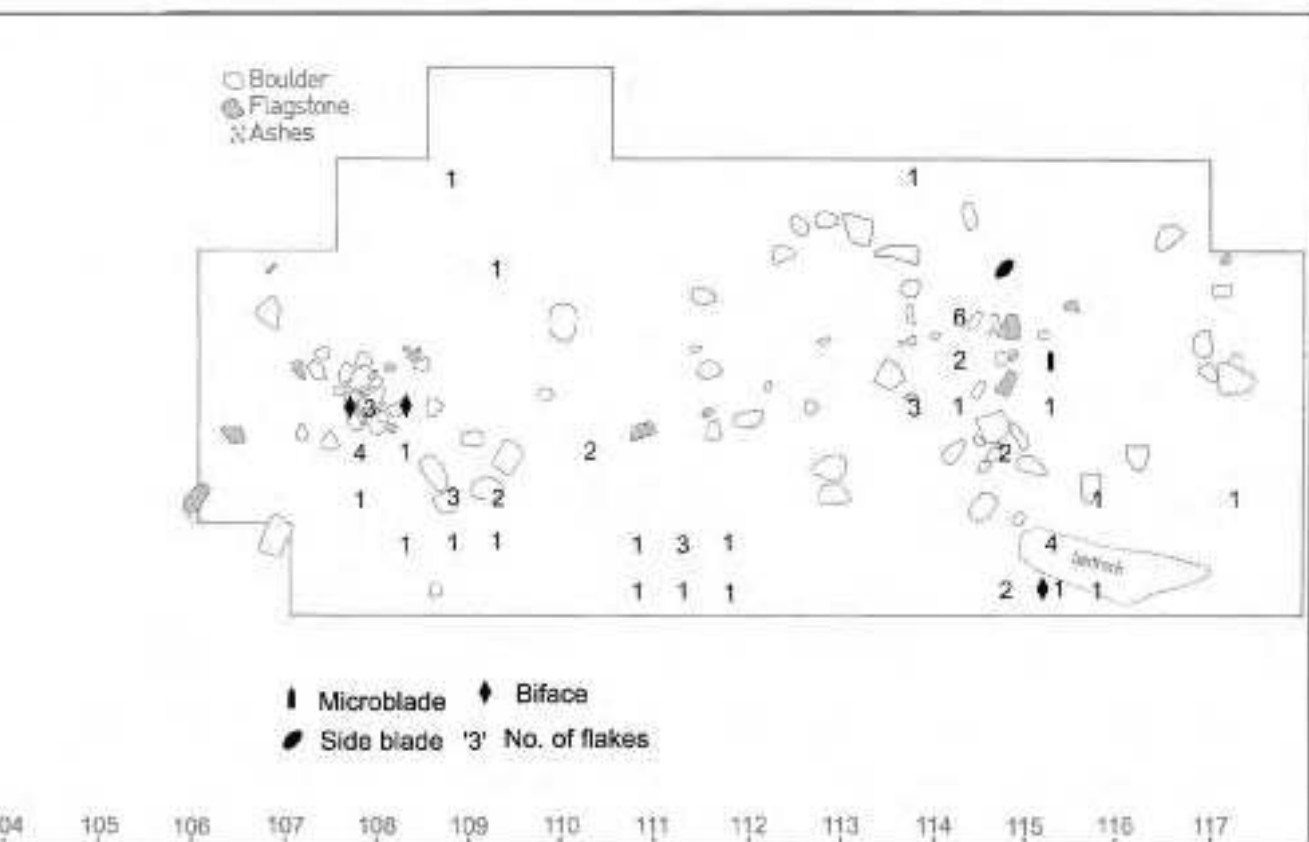 Boulder
Flagstone
Ashes
1 1
1
6
2
3 3 1 1
4 1 2 2
1 3 2 1 1
1 1 1 1 3 1 4
bedrock
1 1 1 2 1 1
Microblade Biface
Side blade '3' No. of flakes
04 105 106 107 108 109 110 111 112 113 114 115 116 117